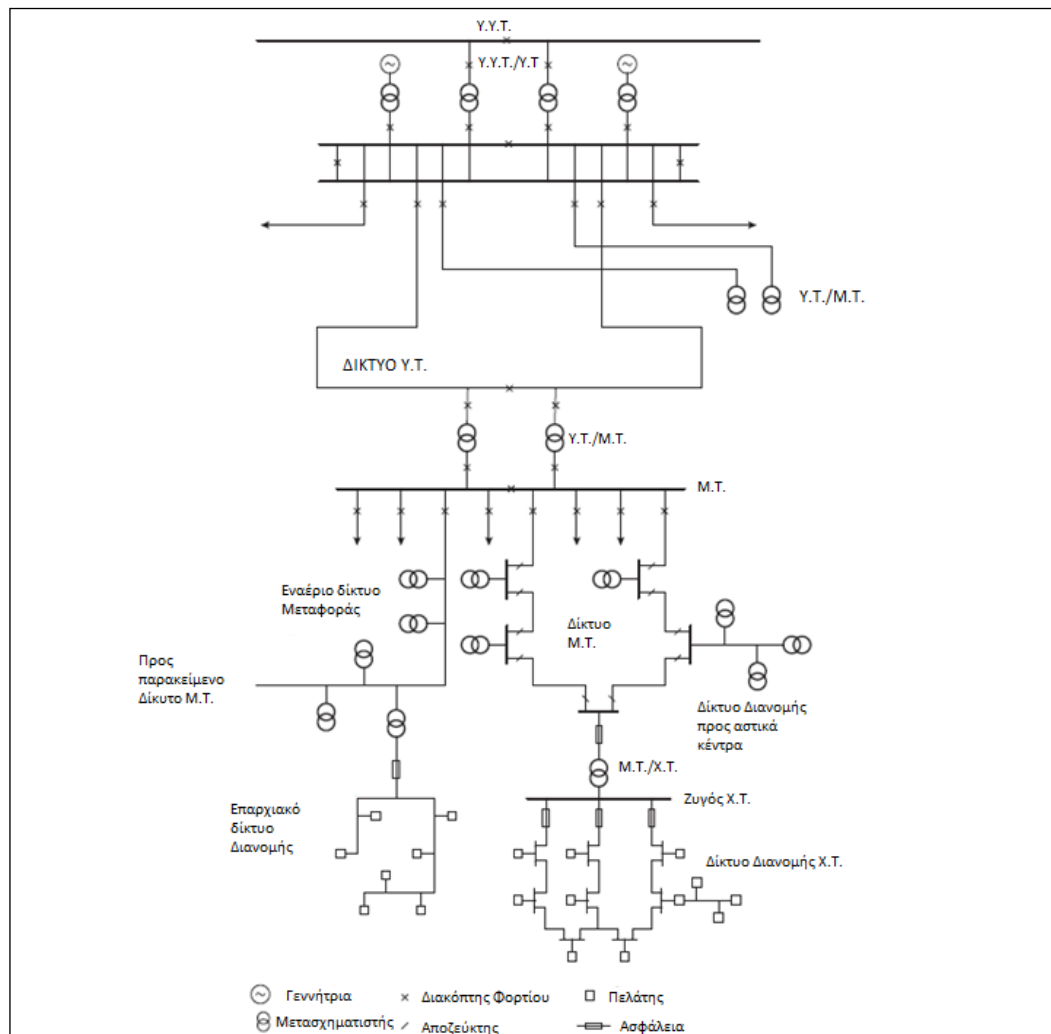 Υ.Υ.Τ.
Υ.Υ.Τ./Υ.Τ
Υ.Τ./Μ.Τ.
ΔΙΚΤΥΟ Υ.Τ.
Υ.Τ./Μ.Τ.
Μ.Τ.
Εναέριο δίκτυο
Μεταφοράς
Δίκτυο
Μ.Τ.
Προς
παρακείμενο
Δίκυτο Μ.Τ.
Δίκτυο Διανομής
προς αστικά
κέντρα
Μ.Τ./Χ.Τ.
Ζυγός Χ.Τ.
Επαρχιακό
δίκτυο
Διανομής
Δίκτυο Διανομής Χ.Τ.
Γεννήτρια
Διακόπτης Φορτίου
Πελάτης
Μετασχηματιστής
Αποζεύκτης
Ασφάλεια